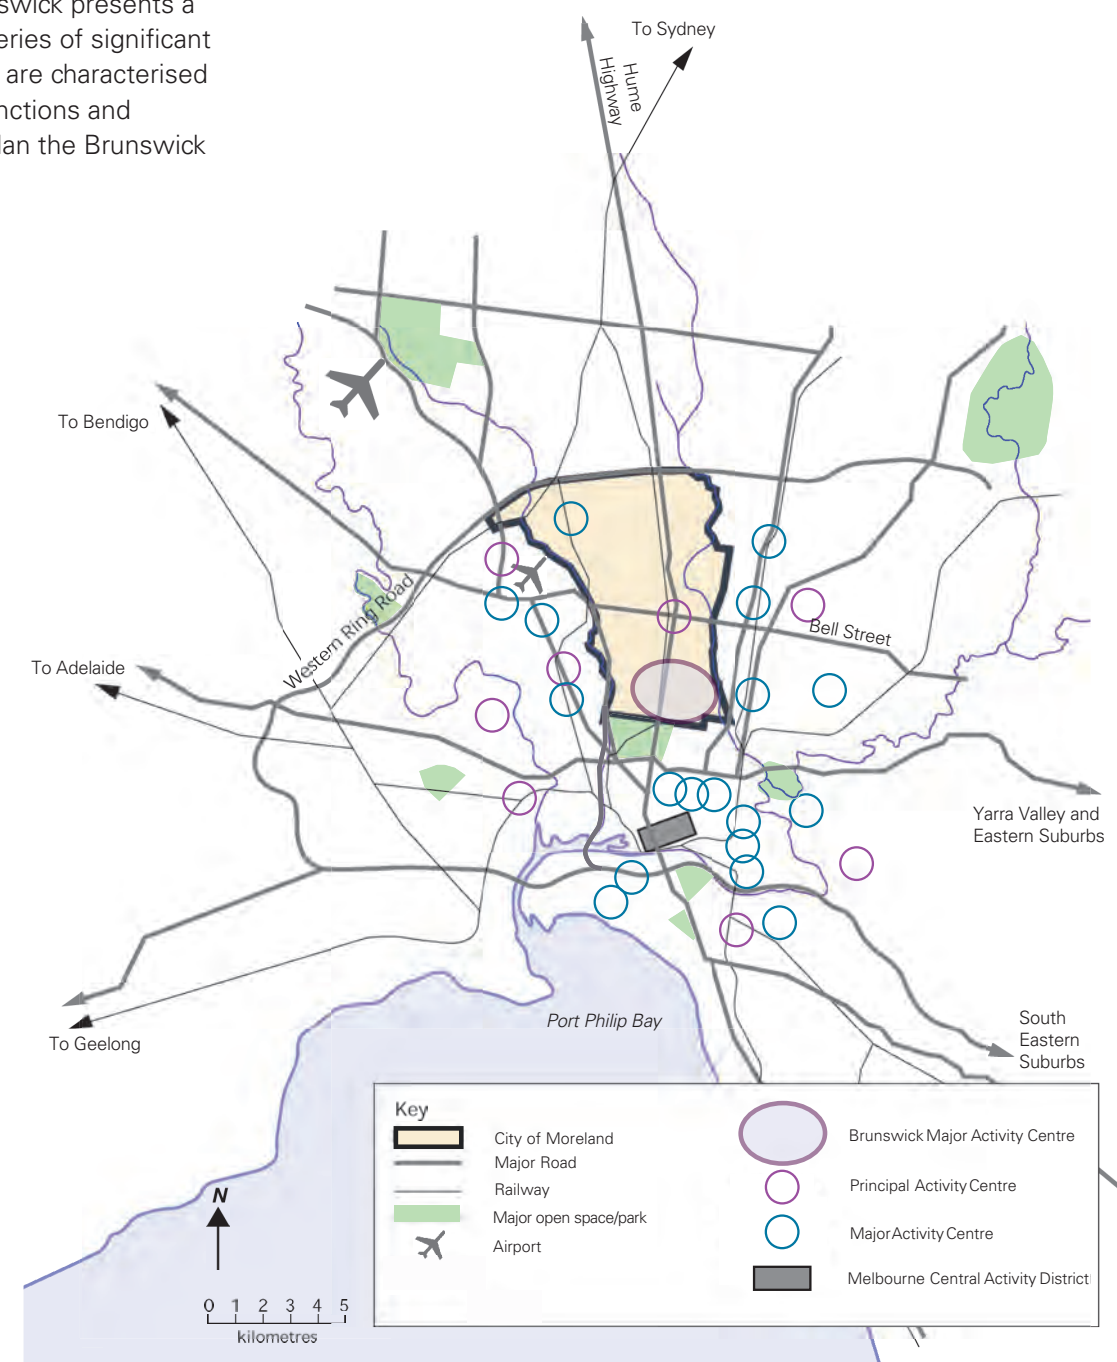 swick presents a
eries of significant
are characterised
nctions and
lan the Brunswick
To Sydney
Hume
Highway
To Bendigo
Western Ring Road
Bell Street
To Adelaide
Yarra Valley and
Eastern Suburbs
Port Philip Bay
South
Eastern
Suburbs
To Geelong
Key
City of Moreland
Major Road
Railway
Major open space/park
Airport
Brunswick Major Activity Centre
Principal Activity Centre
Major Activity Centre
Melbourne Central Activity District
N
0 1 2 3 4 5
kilometres